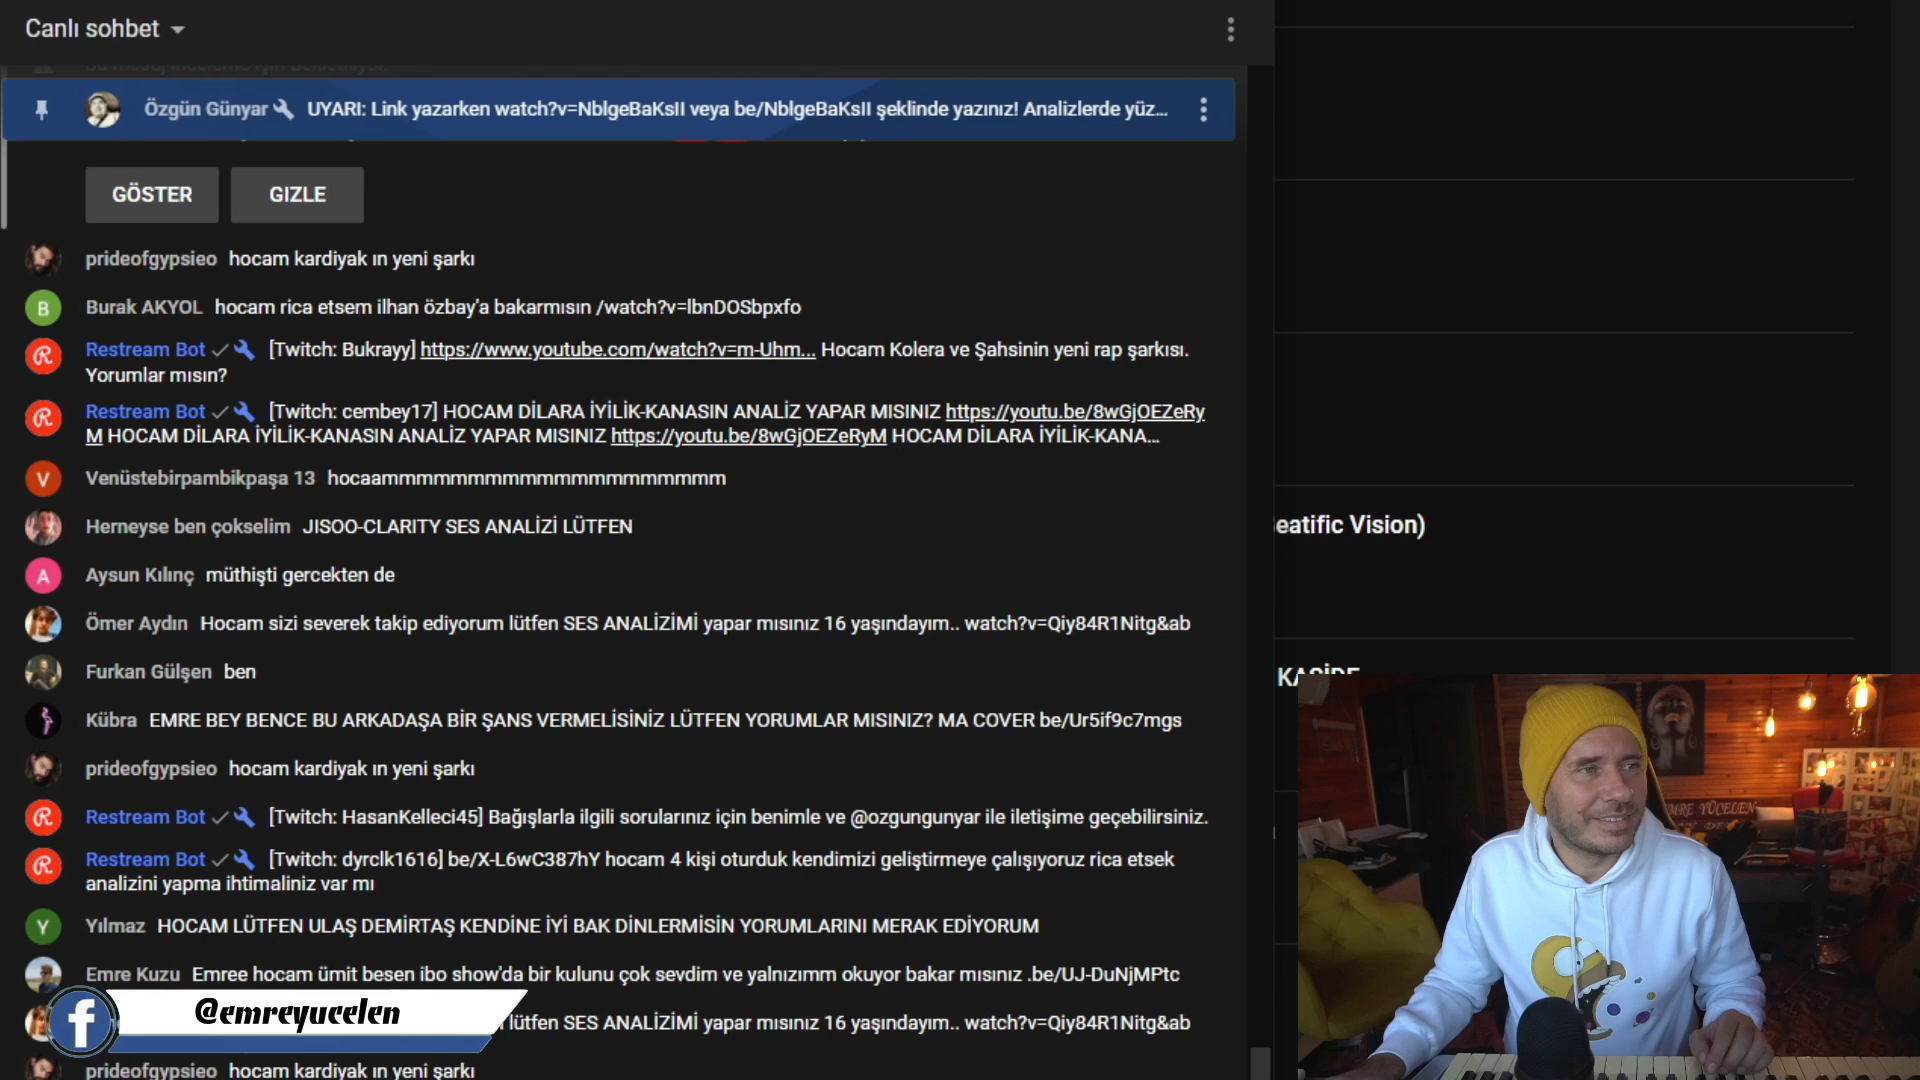 Canlı sohbet
Özgün Günyar UYARI: Link yazarken watch?v=NblgeBaKsII veya be/NblgeBaKsII şeklinde yazınız! Analizlerde yüz...
GÖSTER GIZLE
prideofgypsieo hocam kardiyak ın yeni şarkı
B Burak AKYOL hocam rica etsem ilhan özbay'a bakarmısın /watch?v=lbnDOSbpxfo
Restream Bot [Twitch: Bukrayy] https://www.youtube.com/watch?v=m-Uhm... Hocam Kolera ve Şahsinin yeni rap şarkısı.
Yorumlar mısın?
Restream Bot [Twitch: cembey17] HOCAM DİLARA İYİLİK-KANASIN ANALİZ YAPAR MISINIZ https://youtu.be/8wGjOEZeRy
M HOCAM DİLARA İYİLİK-KANASIN ANALİZ YAPAR MISINIZ https://youtu.be/8wGjOEZeRyM HOCAM DİLARA İYİLİK-KANA...
V Venüstebirpambikpaşa 13 hocaammmmmmmmmmmmmmmmmmmmm
Herneyse ben çokselim JISOO-CLARITY SES ANALİZİ LÜTFEN
eatific Vision)
A Aysun Kılınç müthişti gercekten de
Ömer Aydın Hocam sizi severek takip ediyorum lütfen SES ANALİZİMİ yapar mısınız 16 yaşındayım.. watch?v=Qiy84R1Nitg&ab
Furkan Gülşen ben
KASİDE
Kübra EMRE BEY BENCE BU ARKADAŞA BİR ŞANS VERMELİSİNİZ LÜTFEN YORUMLAR MISINIZ? MA COVER be/Ur5if9c7mgs
prideofgypsieo hocam kardiyak ın yeni şarkı
Restream Bot [Twitch: HasanKelleci45] Bağışlarla ilgili sorularınız için benimle ve @ozgungunyar ile iletişime geçebilirsiniz.
EMRE YÜCELEN
Restream Bot [Twitch: dyrclk1616] be/X-L6wC387hY hocam 4 kişi oturduk kendimizi geliştirmeye çalışıyoruz rica etsek
analizini yapma ihtimaliniz var mı
Y Yılmaz HOCAM LÜTFEN ULAŞ DEMİRTAŞ KENDİNE İYİ BAK DİNLERMİSİN YORUMLARINI MERAK EDİYORUM
Emre Kuzu Emree hocam ümit besen ibo show'da bir kulunu çok sevdim ve yalnızımm okuyor bakar mısınız .be/UJ-DuNjMPtc
@emreyucelen
lütfen SES ANALİZİMİ yapar mısınız 16 yaşındayım.. watch?v=Qiy84R1Nitg&ab
prideofgypsieo hocam kardiyak ın yeni şarkı